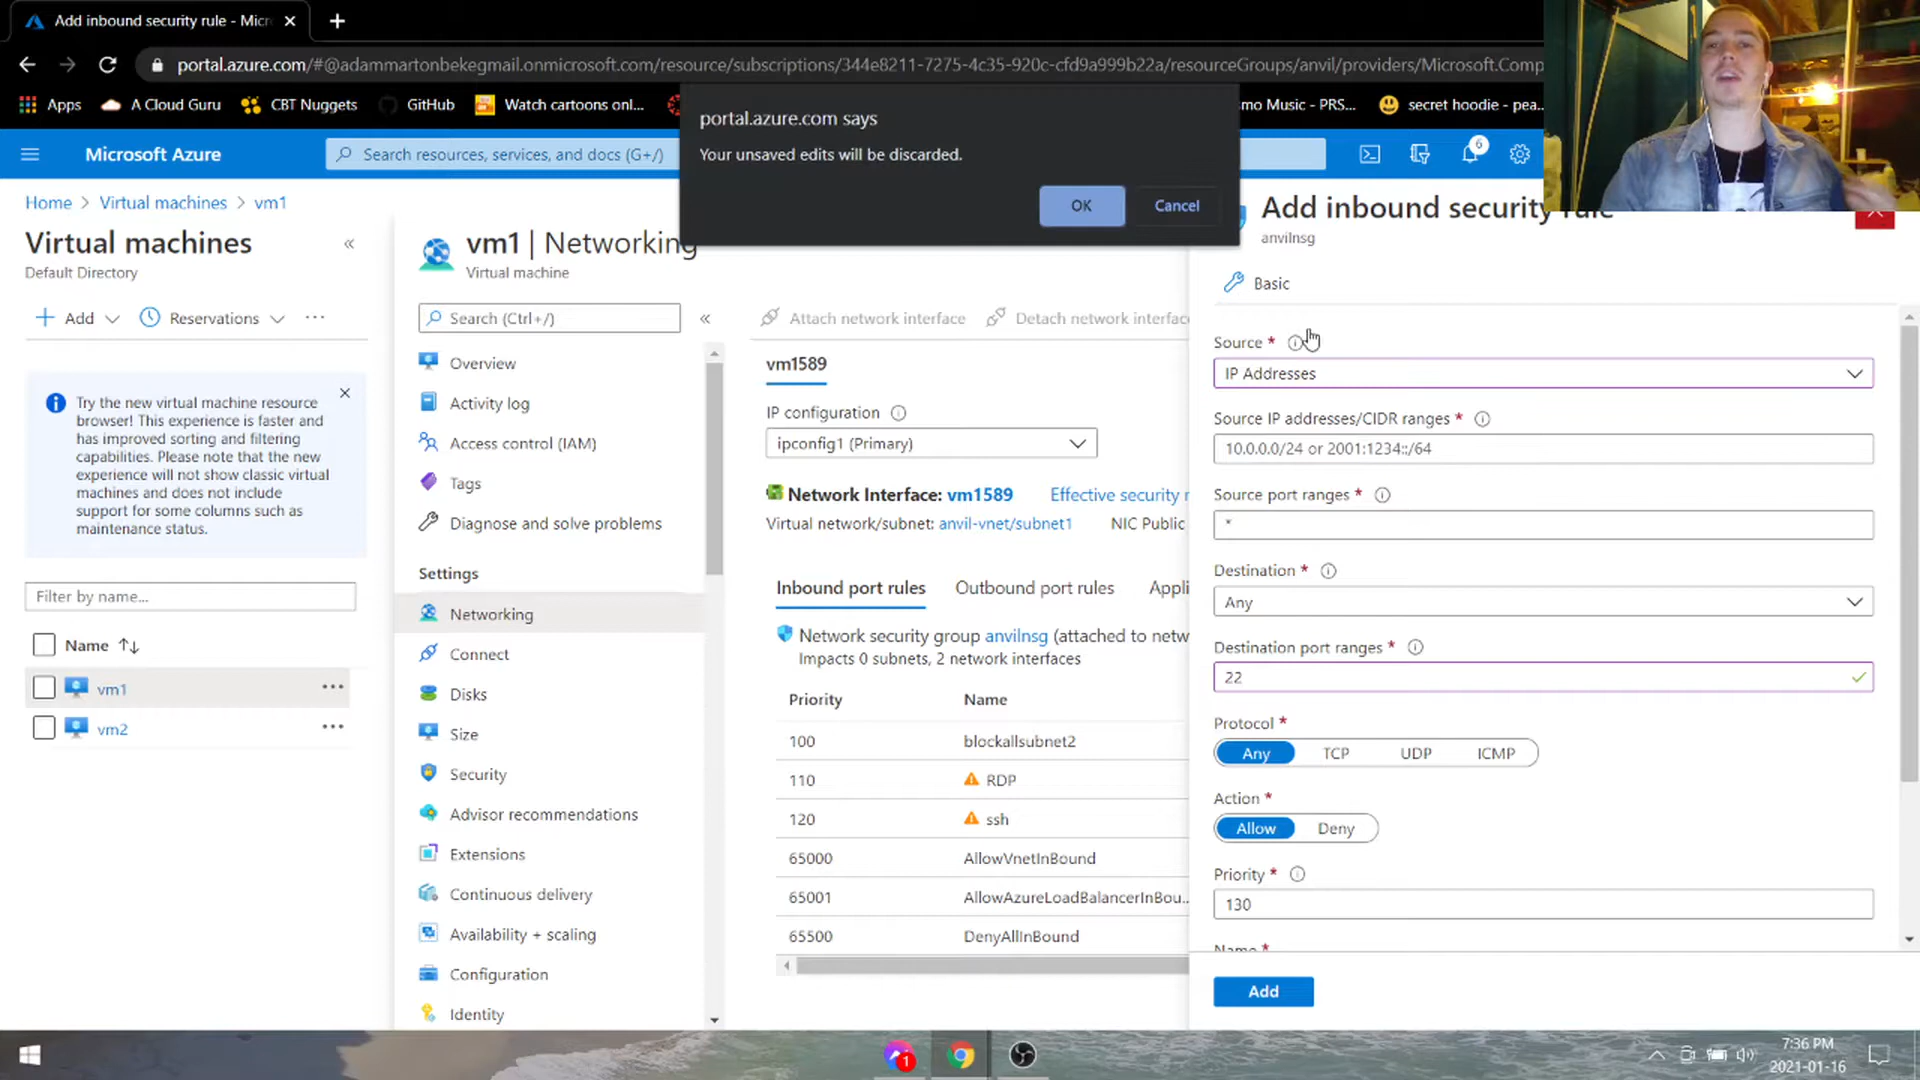 Add inbound security rule - Micr
portal.azure.com/#@adammartonbekegmail.onmicrosoft.com/resource/subscriptions/344e8211-7275-4c35-920c-cfd9a999b22a/resourceGroups/anvil/providers/Microsoft.Comp
Apps
A Cloud Guru
CBT Nuggets
GitHub
Watch cartoons onl...
mo Music - PRS...
secret hoodie - pea...
portal.azure.com says
Your unsaved edits will be discarded.
OK
Cancel
Microsoft Azure
Search resources, services, and docs (G+/)
6
Home > Virtual machines > vm1
Virtual machines
Default Directory
Add
Reservations
Try the new virtual machine resource
browser! This experience is faster and
has improved sorting and filtering
capabilities. Please note that the new
experience will not show classic virtual
machines and does not include
support for some columns such as
maintenance status.
Filter by name...
Name
vm1
vm2
vm1 | Networking
Virtual machine
Search (Ctrl+/)
Overview
Activity log
Access control (IAM)
Tags
Diagnose and solve problems
Settings
Networking
Connect
Disks
Size
Security
Advisor recommendations
Extensions
Continuous delivery
Availability + scaling
Configuration
Identity
Attach network interface
Detach network interface
vm1589
IP configuration
ipconfig1 (Primary)
Network Interface: vm1589
Effective security r
Virtual network/subnet: anvil-vnet/subnet1
NIC Public
Inbound port rules
Outbound port rules
Appli
Network security group anvilnsg (attached to netw
Impacts 0 subnets, 2 network interfaces
Priority
Name
100
blockallsubnet2
110
RDP
120
ssh
65000
AllowVnetInBound
65001
AllowAzureLoadBalancerInBou...
65500
DenyAllInBound
Add inbound security rule
anvilnsg
Basic
Source *
IP Addresses
Source IP addresses/CIDR ranges *
10.0.0.0/24 or 2001:1234::/64
Source port ranges *
*
Destination *
Any
Destination port ranges *
22
Protocol *
Any
TCP
UDP
ICMP
Action *
Allow
Deny
Priority *
130
Name *
Add
1
7:36 PM
2021-01-16